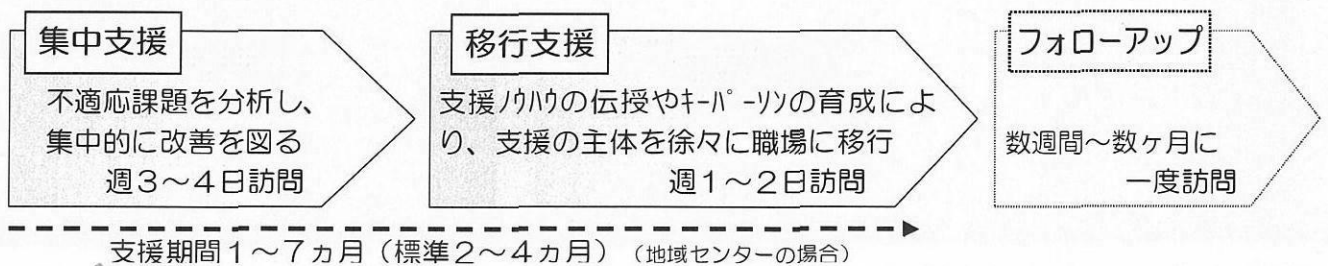 集中支援
不適応課題を分析し、
集中的に改善を図る
週3～4日訪問
移行支援
支援ﾉｳﾊｳの伝授やｷｰﾊﾟｰｿﾝの育成によ
り、支援の主体を徐々に職場に移行
週1～2日訪問
フォローアップ
数週間～数ヶ月に
一度訪問
支援期間1～7ヵ月（標準2～4ヵ月）（地域センターの場合）